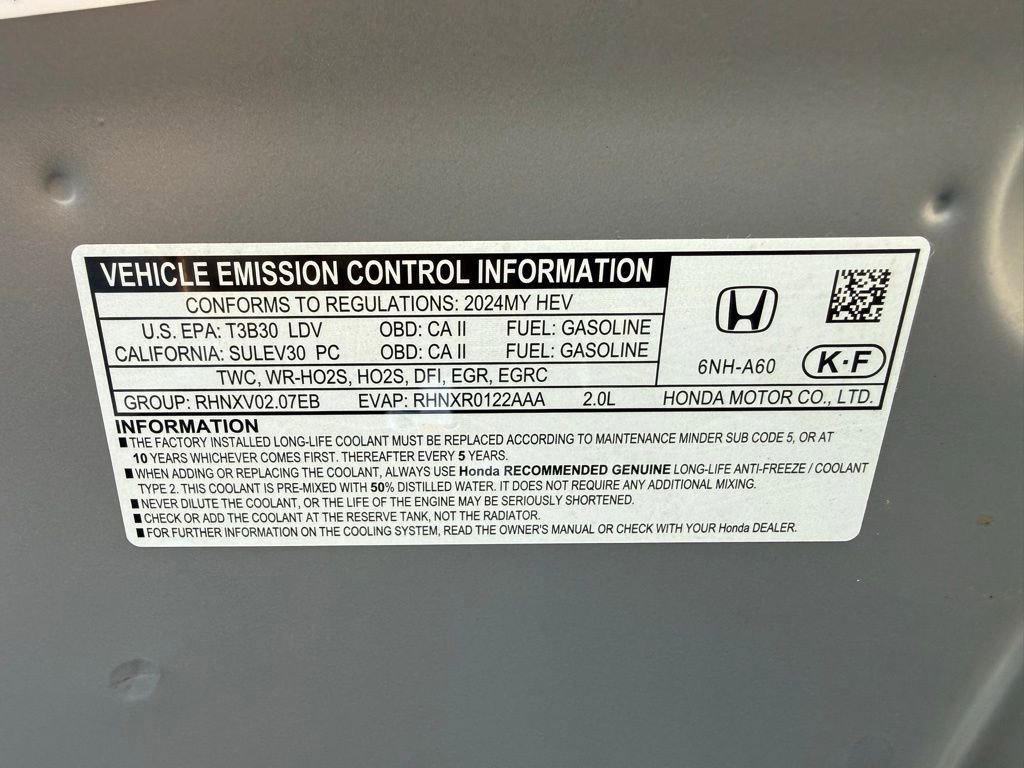 VEHICLE EMISSION CONTROL INFORMATION
CONFORMS TO REGULATIONS: 2024MY HEV
U.S. EPA: T3B30 LDV OBD: CA II FUEL: GASOLINE
CALIFORNIA: SULEV30 PC OBD: CA II FUEL: GASOLINE
TWC, WR-HO2S, HO2S, DFI, EGR, EGRC
6NH-A60 K·F
GROUP: RHNXV02.07EB EVAP: RHNXR0122AAA 2.0L HONDA MOTOR CO., LTD.
INFORMATION
■ THE FACTORY INSTALLED LONG-LIFE COOLANT MUST BE REPLACED ACCORDING TO MAINTENANCE MINDER SUB CODE 5, OR AT
10 YEARS WHICHEVER COMES FIRST. THEREAFTER EVERY 5 YEARS.
■ WHEN ADDING OR REPLACING THE COOLANT, ALWAYS USE Honda RECOMMENDED GENUINE LONG-LIFE ANTI-FREEZE / COOLANT
TYPE 2. THIS COOLANT IS PRE-MIXED WITH 50% DISTILLED WATER. IT DOES NOT REQUIRE ANY ADDITIONAL MIXING.
■ NEVER DILUTE THE COOLANT, OR THE LIFE OF THE ENGINE MAY BE SERIOUSLY SHORTENED.
■ CHECK OR ADD THE COOLANT AT THE RESERVE TANK, NOT THE RADIATOR.
■ FOR FURTHER INFORMATION ON THE COOLING SYSTEM, READ THE OWNER'S MANUAL OR CHECK WITH YOUR Honda DEALER.